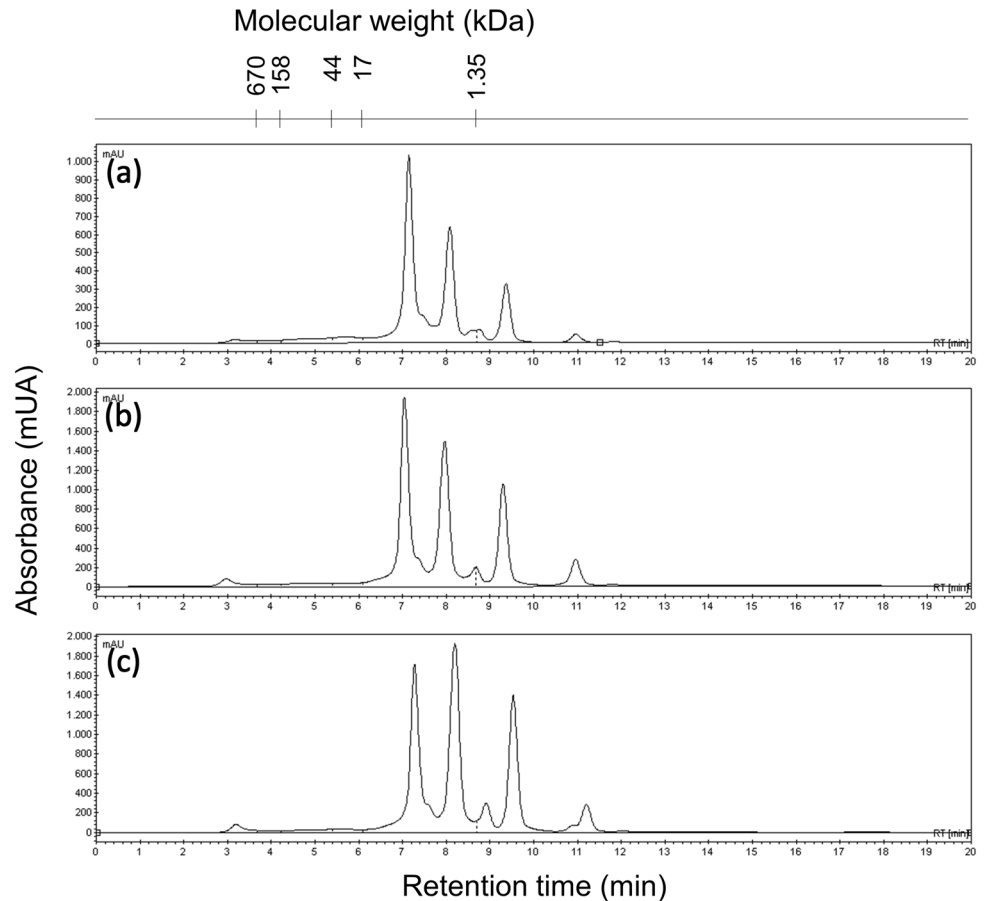 Molecular weight (kDa)
670 158 44 17 1.35
Absorbance (mUA)
mAU
(a)
1.000
900
800
700
600
500
400
300
200
100
0
RT [min]
0 1 2 3 4 5 6 7 8 9 10 11 12 13 14 15 16 17 18 19 20
mAU
(b)
2.000
1.800
1.600
1.400
1.200
1.000
800
600
400
200
0
RT [min]
0 1 2 3 4 5 6 7 8 9 10 11 12 13 14 15 16 17 18 19 20
mAU
(c)
2.000
1.800
1.600
1.400
1.200
1.000
800
600
400
200
0
RT [min]
0 1 2 3 4 5 6 7 8 9 10 11 12 13 14 15 16 17 18 19 20
Retention time (min)